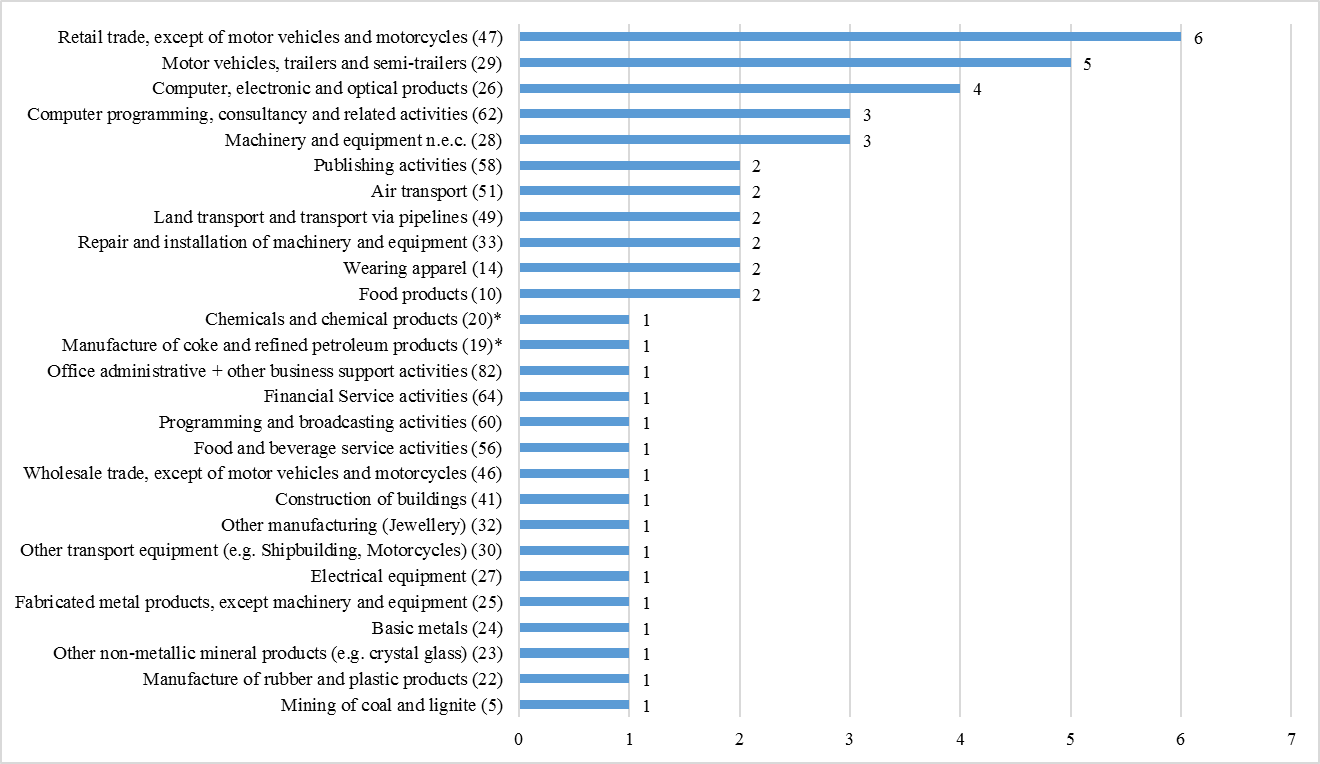 Retail trade, except of motor vehicles and motorcycles (47) 6
Motor vehicles, trailers and semi-trailers (29) 5
Computer, electronic and optical products (26) 4
Computer programming, consultancy and related activities (62) 3
Machinery and equipment n.e.c. (28) 3
Publishing activities (58) 2
Air transport (51) 2
Land transport and transport via pipelines (49) 2
Repair and installation of machinery and equipment (33) 2
Wearing apparel (14) 2
Food products (10) 2
Chemicals and chemical products (20)* 1
Manufacture of coke and refined petroleum products (19)* 1
Office administrative + other business support activities (82) 1
Financial Service activities (64) 1
Programming and broadcasting activities (60) 1
Food and beverage service activities (56) 1
Wholesale trade, except of motor vehicles and motorcycles (46) 1
Construction of buildings (41) 1
Other manufacturing (Jewellery) (32) 1
Other transport equipment (e.g. Shipbuilding, Motorcycles) (30) 1
Electrical equipment (27) 1
Fabricated metal products, except machinery and equipment (25) 1
Basic metals (24) 1
Other non-metallic mineral products (e.g. crystal glass) (23) 1
Manufacture of rubber and plastic products (22) 1
Mining of coal and lignite (5) 1
0 1 2 3 4 5 6 7